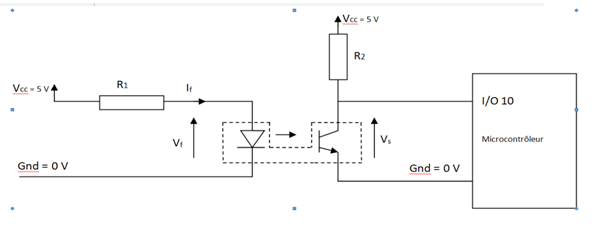 Vcc = 5 V
R2
Vcc = 5 V
R1
If
I/O 10
Vf
Vs
Microcontrôleur
Gnd = 0 V
Gnd = 0 V